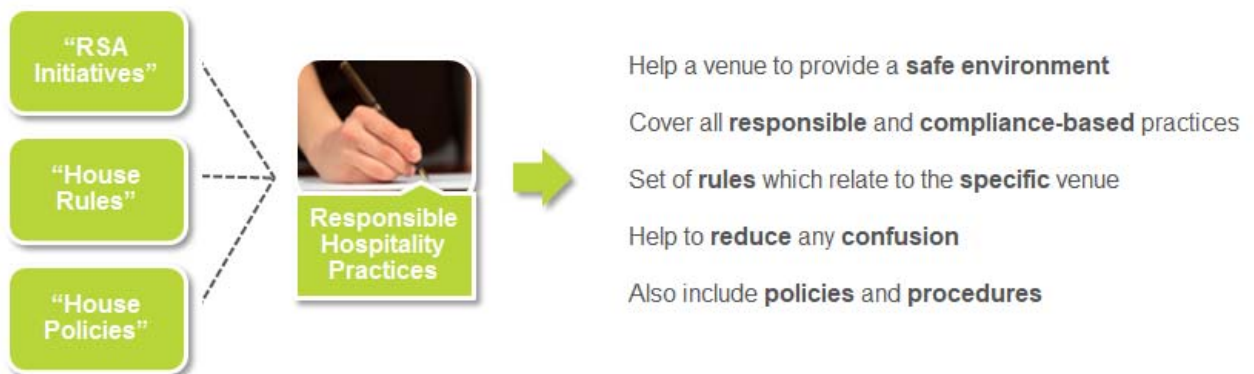 “RSA
Initiatives”
“House
Rules”
“House
Policies”
Responsible
Hospitality
Practices
Help a venue to provide a safe environment
Cover all responsible and compliance-based practices
Set of rules which relate to the specific venue
Help to reduce any confusion
Also include policies and procedures